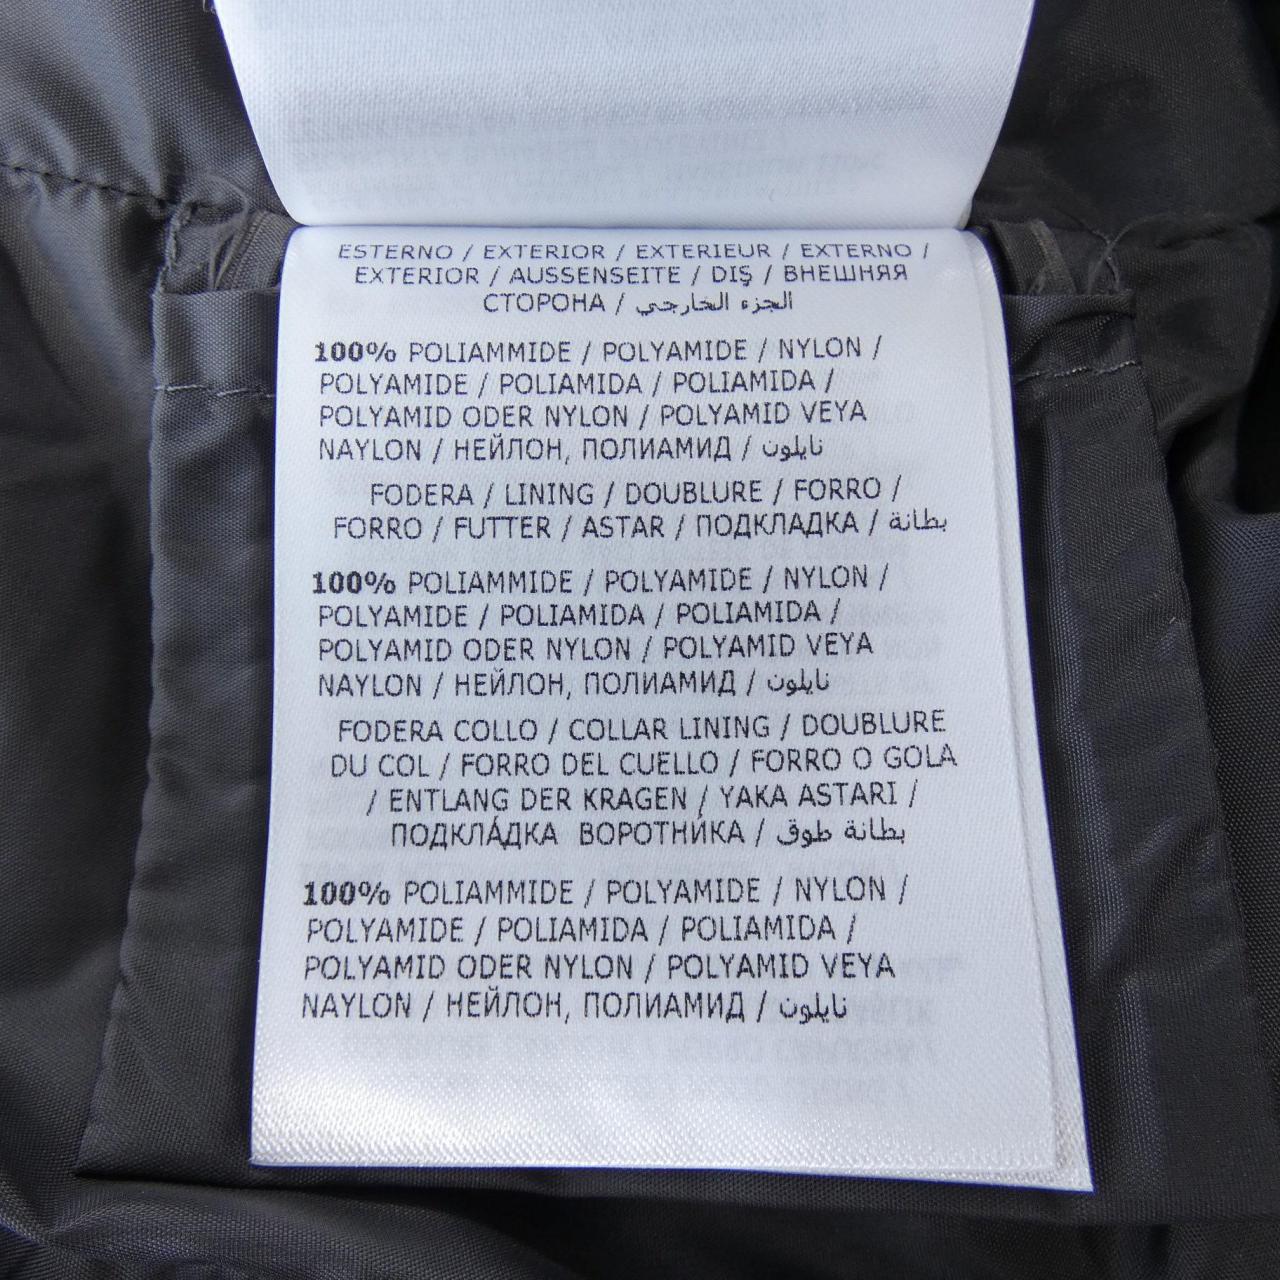 ESTERNO / EXTERIOR / EXTERIEUR / EXTERNO /
EXTERIOR / AUSSENSEITE / DIŞ / ВНЕШНЯЯ
СТОРОНА / الجزء الخارجي
100% POLIAMMIDE / POLYAMIDE / NYLON /
POLYAMIDE / POLIAMIDA / POLIAMIDA /
POLYAMID ODER NYLON / POLYAMID VEYA
NAYLON / НЕЙЛОН, ПОЛИАМИД / نايلون
FODERA / LINING / DOUBLURE / FORRO /
FORRO / FUTTER / ASTAR / ПОДКЛАДКА / بطانة
100% POLIAMMIDE / POLYAMIDE / NYLON /
POLYAMIDE / POLIAMIDA / POLIAMIDA /
POLYAMID ODER NYLON / POLYAMID VEYA
NAYLON / НЕЙЛОН, ПОЛИАМИД / نايلون
FODERA COLLO / COLLAR LINING / DOUBLURE
DU COL / FORRO DEL CUELLO / FORRO O GOLA
/ ENTLANG DER KRAGEN / YAKA ASTARI /
ПОДКЛА́ДКА ВОРОТНИ́КА / بطانة طوق
100% POLIAMMIDE / POLYAMIDE / NYLON /
POLYAMIDE / POLIAMIDA / POLIAMIDA /
POLYAMID ODER NYLON / POLYAMID VEYA
NAYLON / НЕЙЛОН, ПОЛИАМИД / نايلون